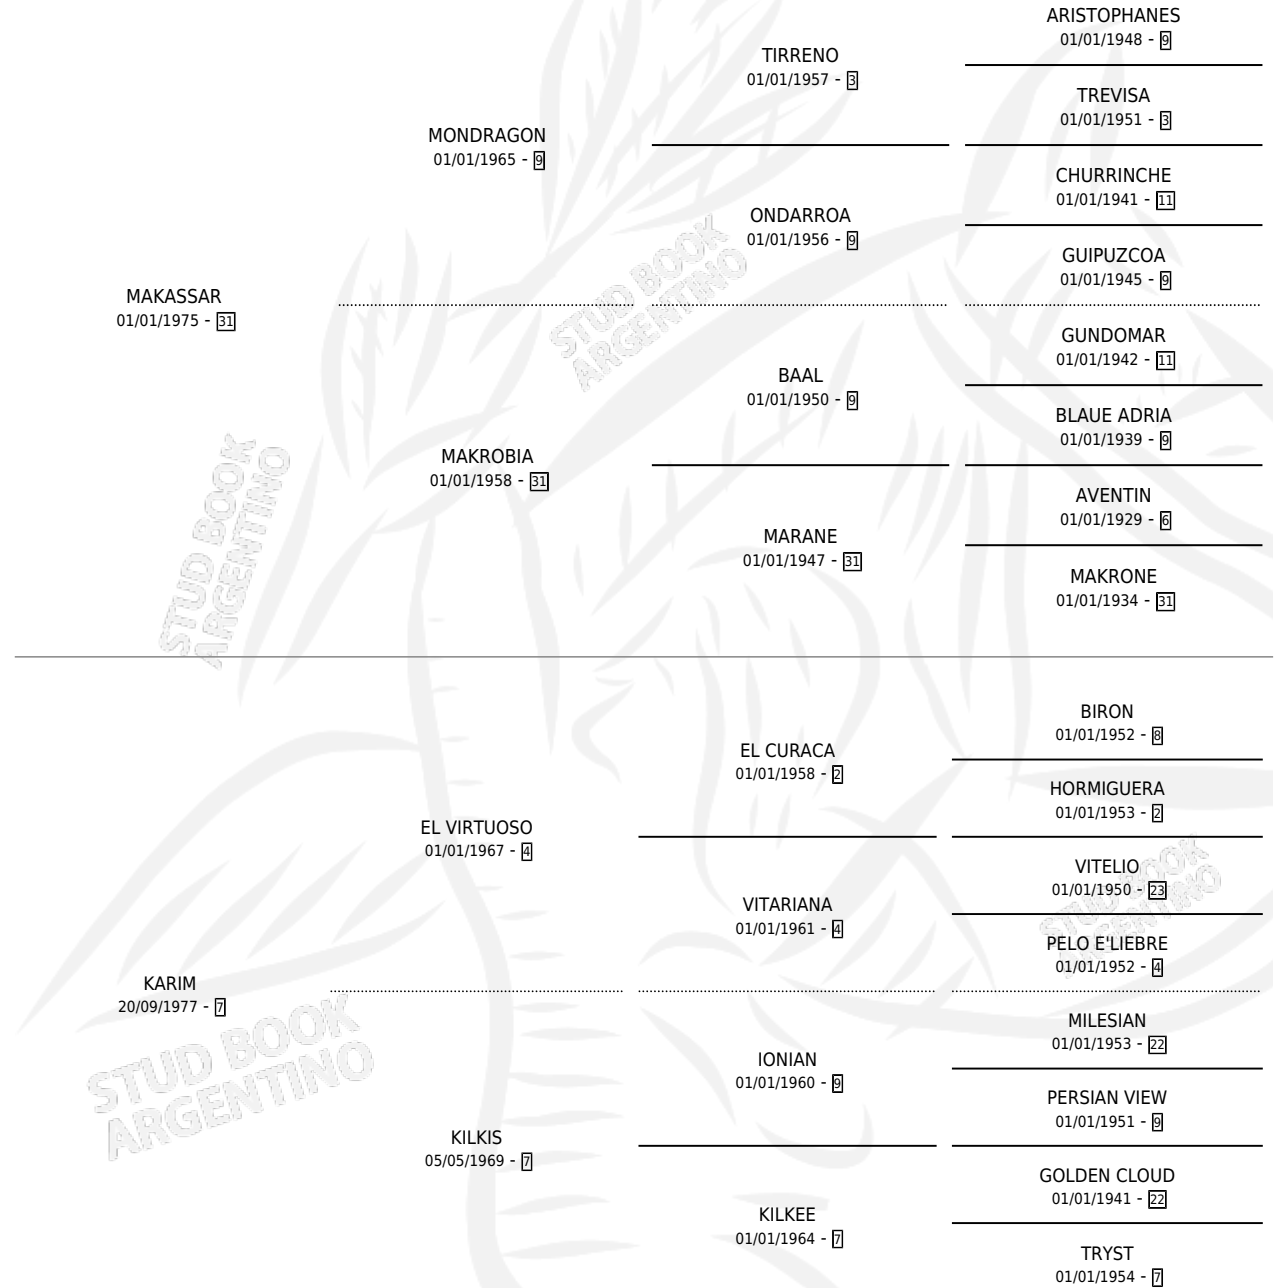 ARISTOPHANES
01/01/1948 - 9
TIRRENO
01/01/1957 - 3
TREVISA
01/01/1951 - 3
MONDRAGON
01/01/1965 - 9
CHURRINCHE
01/01/1941 - 11
ONDARROA
01/01/1956 - 9
GUIPUZCOA
01/01/1945 - 9
MAKASSAR
01/01/1975 - 31
GUNDOMAR
01/01/1942 - 11
BAAL
01/01/1950 - 9
BLAUE ADRIA
01/01/1939 - 9
MAKROBIA
01/01/1958 - 31
AVENTIN
01/01/1929 - 6
MARANE
01/01/1947 - 31
MAKRONE
01/01/1934 - 31
STUD BOOK
ARGENTINO
STUD BOOK
ARGENTINO
BIRON
01/01/1952 - 8
EL CURACA
01/01/1958 - 2
HORMIGUERA
01/01/1953 - 2
EL VIRTUOSO
01/01/1967 - 4
VITELIO
01/01/1950 - 23
VITARIANA
01/01/1961 - 4
PELO E'LIEBRE
01/01/1952 - 4
STUD BOOK
ARGENTINO
KARIM
20/09/1977 - 7
MILESIAN
01/01/1953 - 22
IONIAN
01/01/1960 - 9
PERSIAN VIEW
01/01/1951 - 9
STUD BOOK
ARGENTINO
KILKIS
05/05/1969 - 7
GOLDEN CLOUD
01/01/1941 - 22
KILKEE
01/01/1964 - 7
TRYST
01/01/1954 - 7